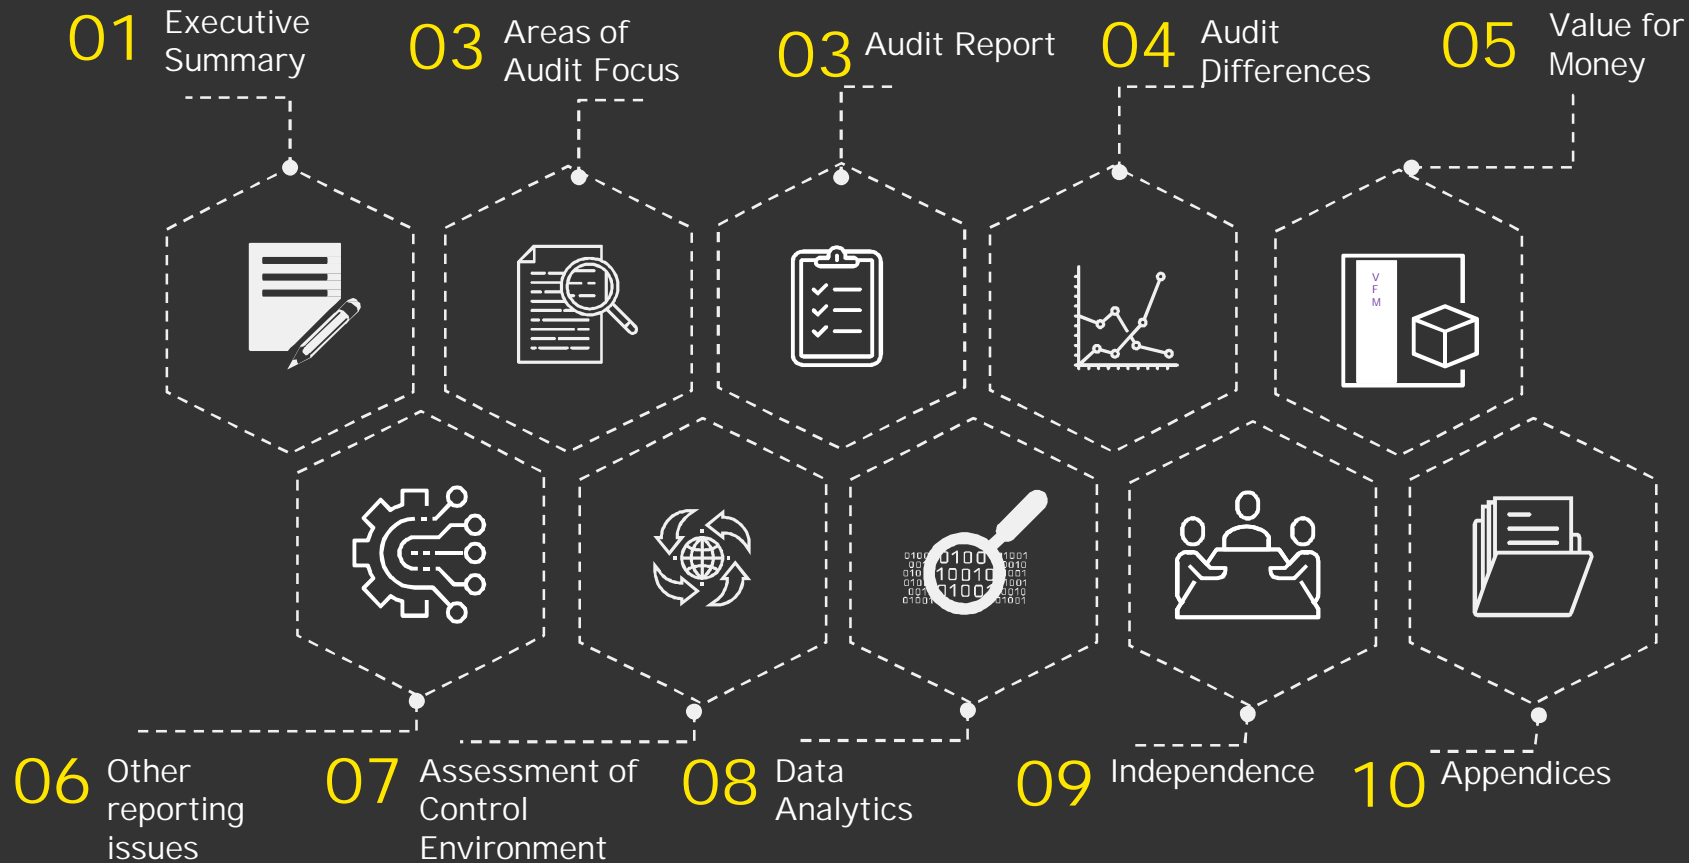 01 Executive
Summary
03 Areas of
Audit Focus
03 Audit Report
04 Audit
Differences
05 Value for
Money
V
F
M
06 Other
reporting
issues
07 Assessment of
Control
Environment
08 Data
Analytics
09 Independence
10 Appendices